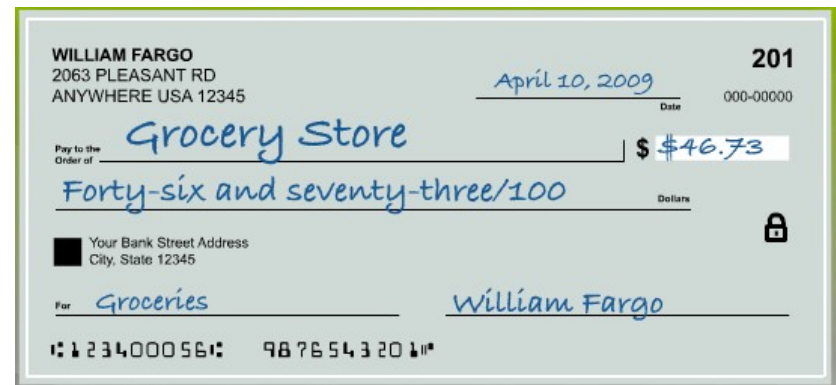 WILLIAM FARGO
2063 PLEASANT RD
ANYWHERE USA 12345
201
000-00000
April 10, 2009
Date
Pay to the
Order of
Grocery Store
$ $46.73
Forty-six and seventy-three/100
Dollars
Your Bank Street Address
City, State 12345
For Groceries
William Fargo
⑆123400056⑆ 9876543201⑈